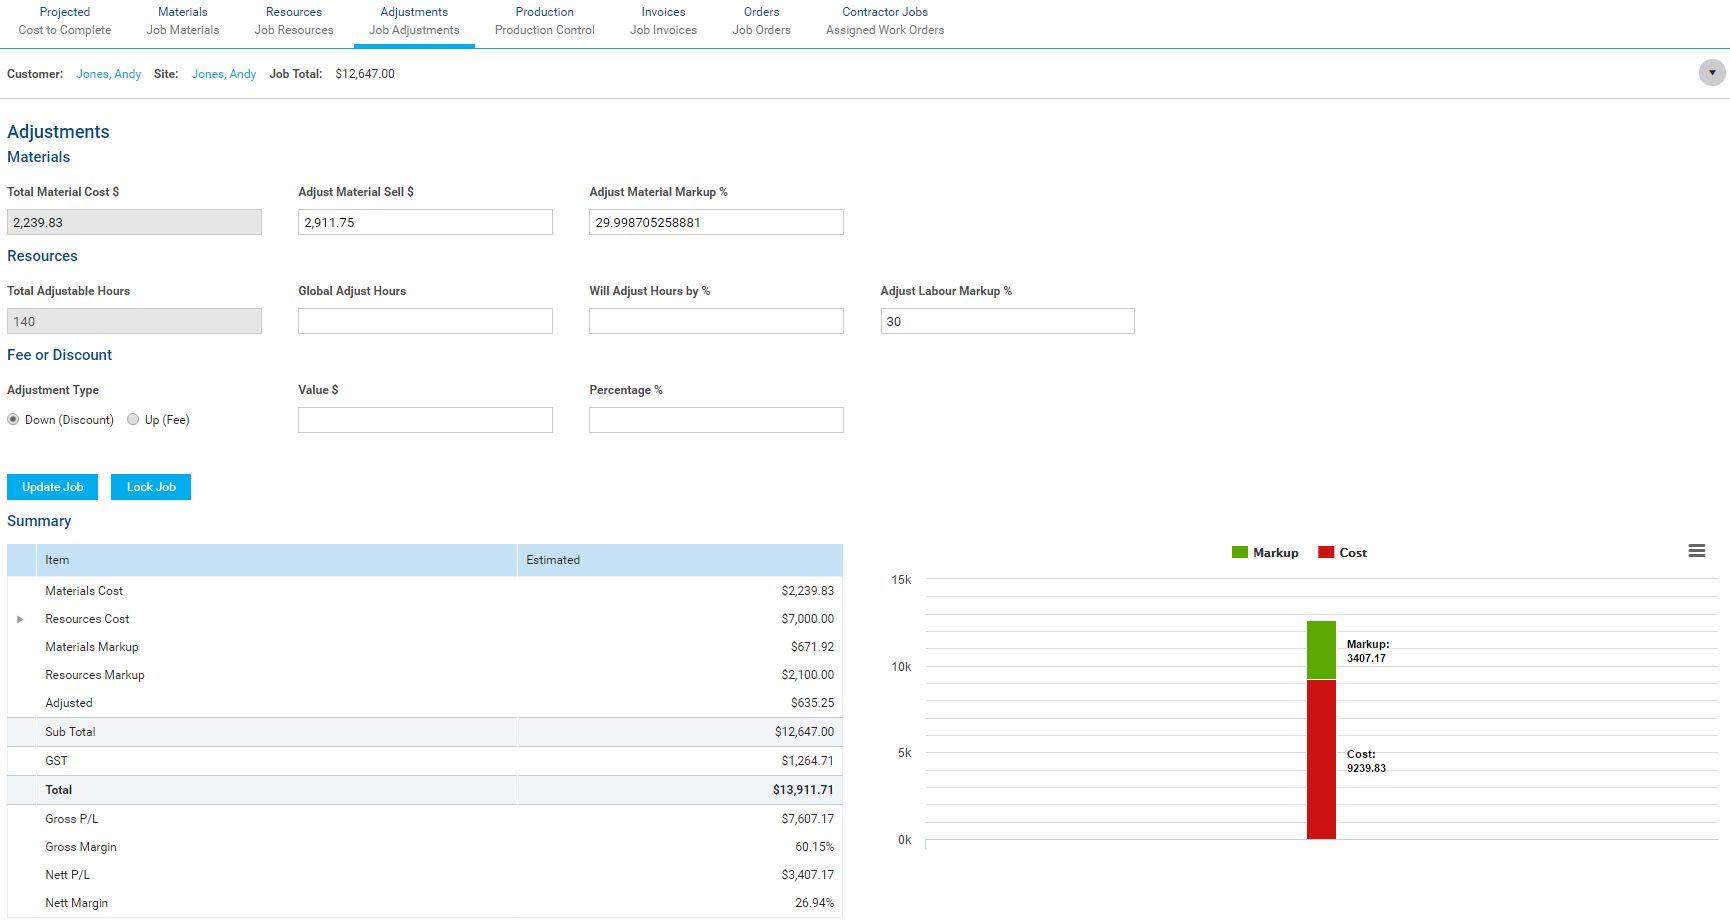 Projected Materials Resources Adjustments Production Invoices Orders Contractor Jobs
Cost to Complete Job Materials Job Resources Job Adjustments Production Control Job Invoices Job Orders Assigned Work Orders
Customer: Jones, Andy Site: Jones, Andy Job Total: $12,647.00
Adjustments
Materials
Total Material Cost $ Adjust Material Sell $ Adjust Material Markup %
2,239.83 2,911.75 29.998705258881
Resources
Total Adjustable Hours Global Adjust Hours Will Adjust Hours by % Adjust Labour Markup %
140 30
Fee or Discount
Adjustment Type Value $ Percentage %
Down (Discount) Up (Fee)
Update Job Lock Job
Summary
Item Estimated
Materials Cost $2,239.83
Resources Cost $7,000.00
Materials Markup $671.92
Resources Markup $2,100.00
Adjusted $635.25
Sub Total $12,647.00
GST $1,264.71
Total $13,911.71
Gross P/L $7,607.17
Gross Margin 60.15%
Nett P/L $3,407.17
Nett Margin 26.94%
Markup Cost
15k
10k
5k
0k
Markup:
3407.17
Cost:
9239.83